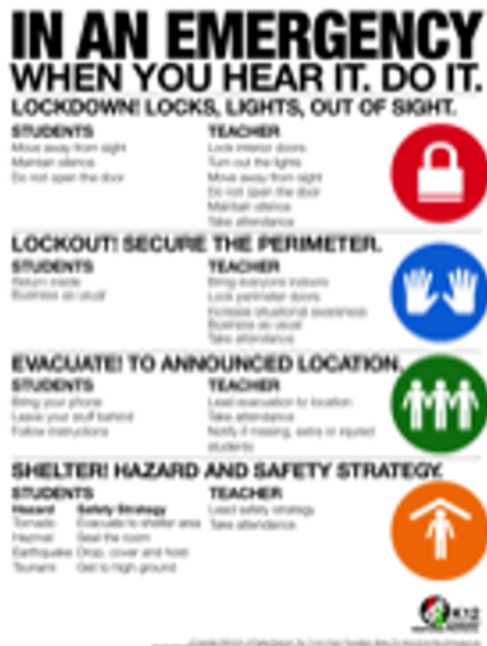 IN AN EMERGENCY
WHEN YOU HEAR IT. DO IT.
LOCKDOWN! LOCKS, LIGHTS, OUT OF SIGHT.
STUDENTS
Move away from sight
Maintain silence
Do not open the door
TEACHER
Lock interior doors
Turn out the lights
Move away from sight
Do not open the door
Maintain silence
Take attendance
LOCKOUT! SECURE THE PERIMETER.
STUDENTS
Return inside
Business as usual
TEACHER
Bring everyone indoors
Lock perimeter doors
Increase situational awareness
Business as usual
Take attendance
EVACUATE! TO ANNOUNCED LOCATION.
STUDENTS
Bring your phone
Leave your stuff behind
Follow instructions
TEACHER
Lead evacuation to location
Take attendance
Notify if missing, extra or injured
students
SHELTER! HAZARD AND SAFETY STRATEGY.
STUDENTS
Hazard Safety Strategy
Tornado Evacuate to shelter area
Hazmat Seal the room
Earthquake Drop, cover and hold
Tsunami Get to high ground
TEACHER
Lead safety strategy
Take attendance
K12